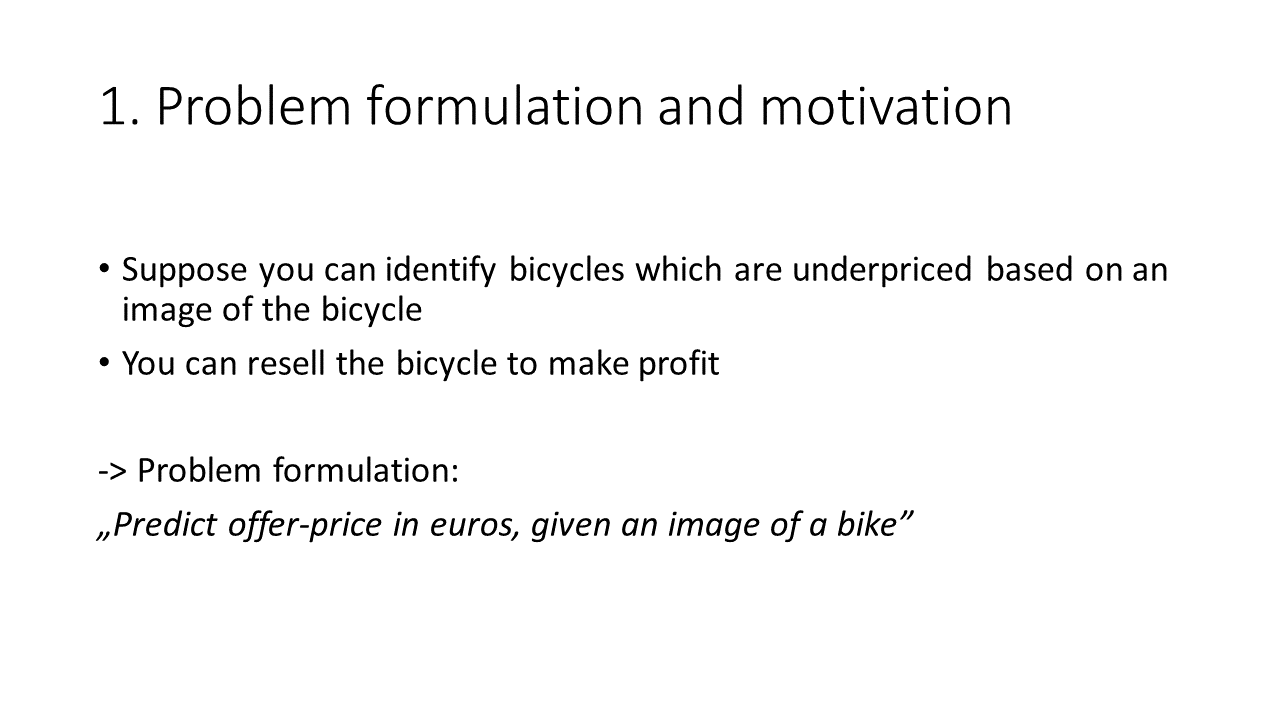 1. Problem formulation and motivation
• Suppose you can identify bicycles which are underpriced based on an
image of the bicycle
• You can resell the bicycle to make profit
-> Problem formulation:
„Predict offer-price in euros, given an image of a bike”